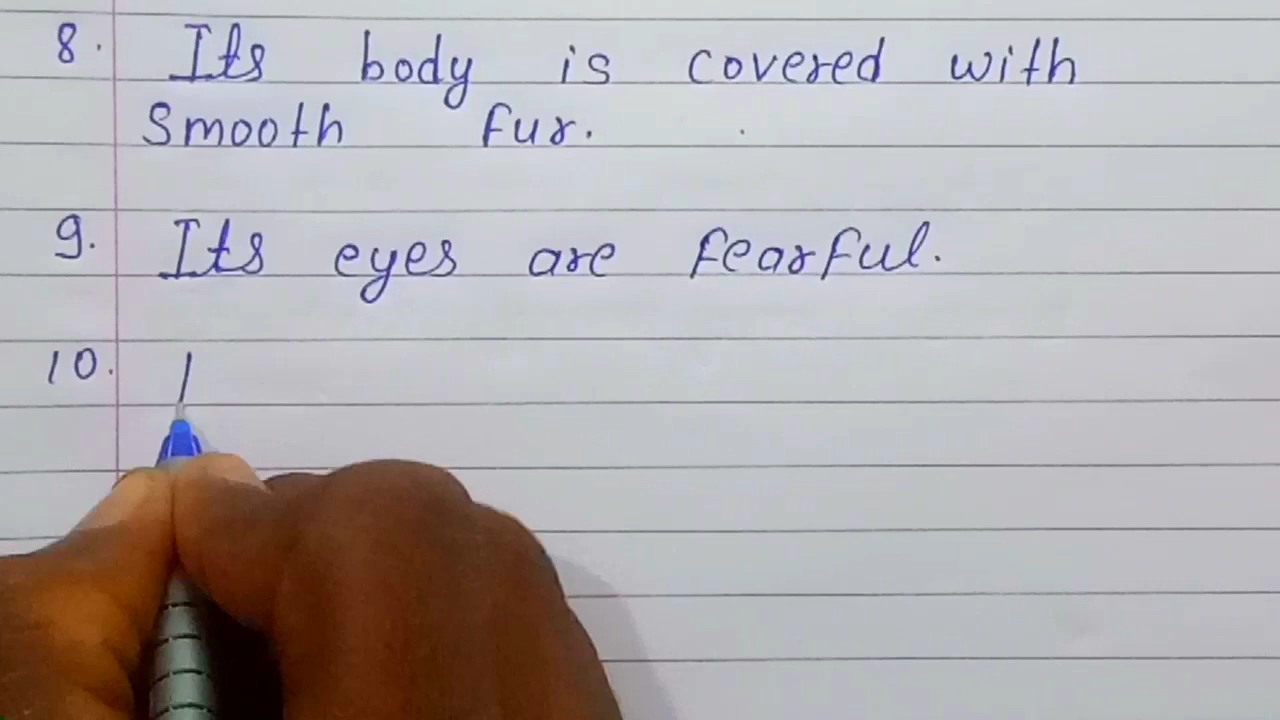 8. Its body is covered with
Smooth fur.
9. Its eyes are fearful.
10.